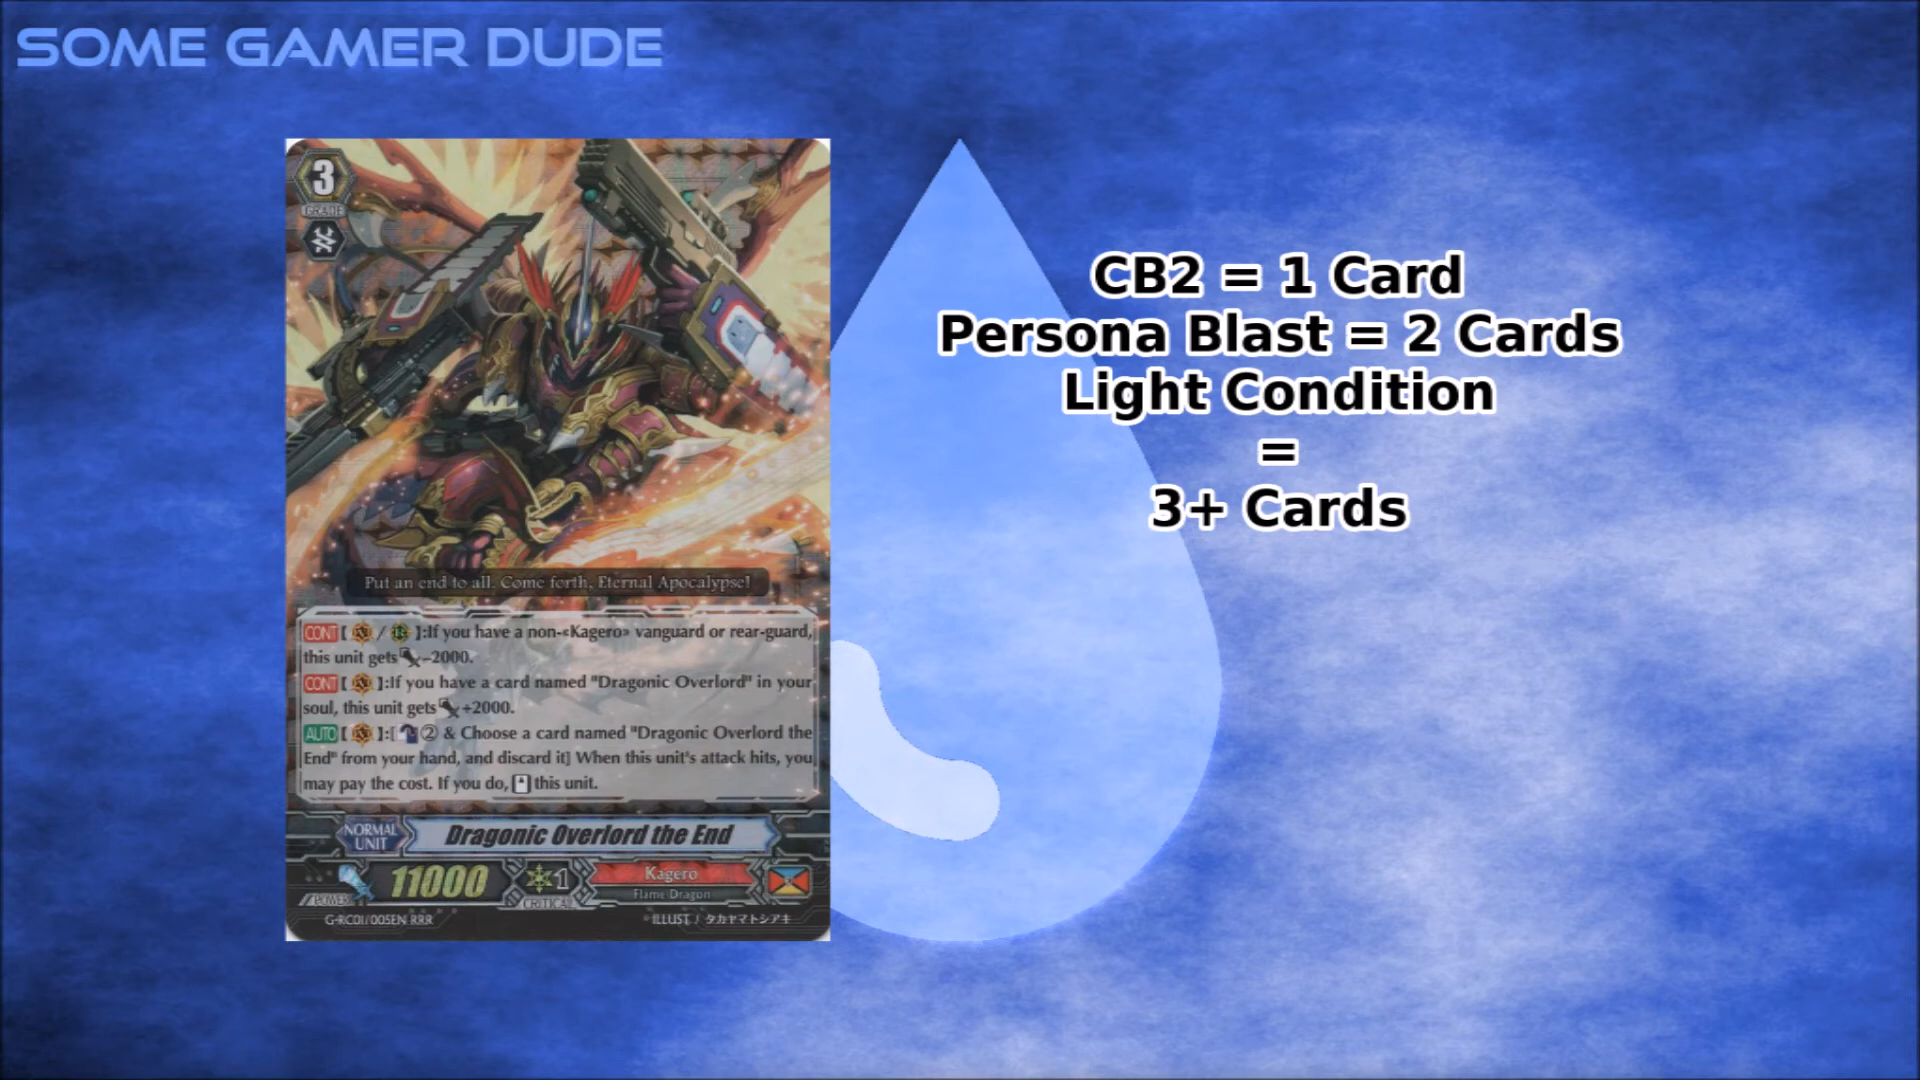 SOME GAMER DUDE
3
GRADE
Put an end to all. Come forth, Eternal Apocalypse!
CONT [ V / R ]:If you have a non-«Kagero» vanguard or rear-guard,
this unit gets -2000.
CONT [ V ]:If you have a card named "Dragonic Overlord" in your
soul, this unit gets +2000.
AUTO [ V ]:[ ② & Choose a card named "Dragonic Overlord the
End" from your hand, and discard it] When this unit's attack hits, you
may pay the cost. If you do, this unit.
NORMAL
UNIT
Dragonic Overlord the End
POWER 11000
1
CRITICAL
Kagero
Flame Dragon
G-RC01/005EN RRR
ILLUST / タカヤマトシアキ
CB2 = 1 Card
Persona Blast = 2 Cards
Light Condition
=
3+ Cards